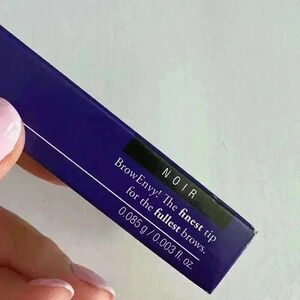 NOIR
BrowEnvy! The finest tip
for the fullest brows.
0.085 g / 0.003 fl. oz.